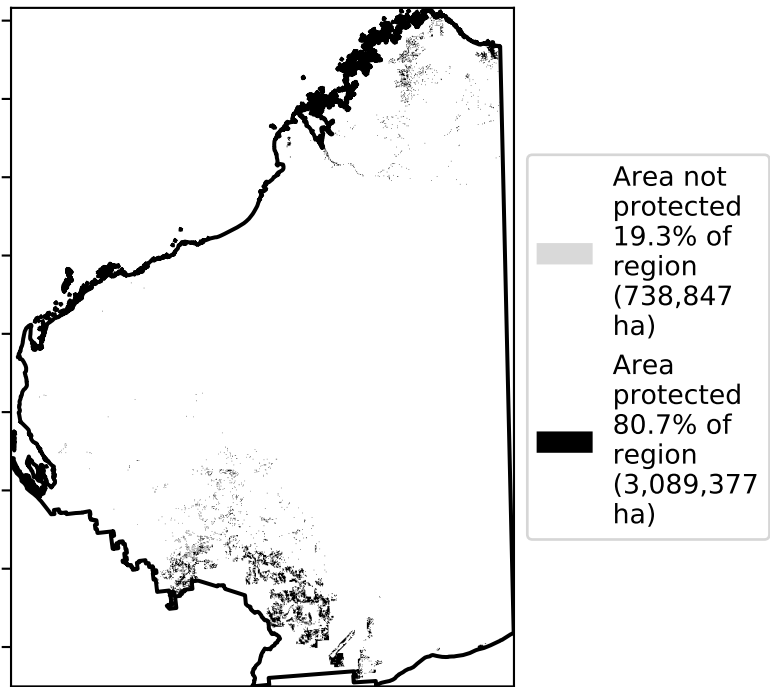 Area not
protected
19.3% of
region
(738,847
ha)
Area
protected
80.7% of
region
(3,089,377
ha)